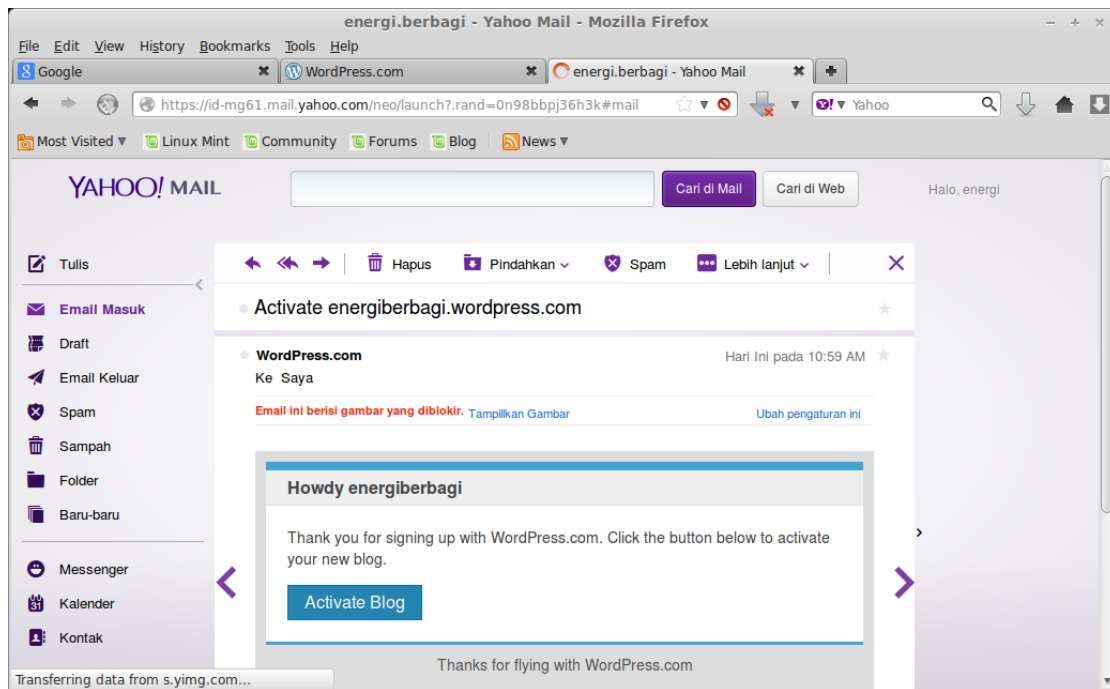 energi.berbagi - Yahoo Mail - Mozilla Firefox
File Edit View History Bookmarks Tools Help
Google WordPress.com energi.berbagi - Yahoo Mail
https://id-mg61.mail.yahoo.com/neo/launch?.rand=0n98bbpj36h3k#mail Yahoo
Most Visited Linux Mint Community Forums Blog News
YAHOO! MAIL Cari di Mail Cari di Web Halo, energi
Tulis Hapus Pindahkan Spam Lebih lanjut
Email Masuk
Activate energiberbagi.wordpress.com
Draft
WordPress.com Hari Ini pada 10:59 AM
Email Keluar
Ke Saya
Spam
Email ini berisi gambar yang diblokir. Tampilkan Gambar Ubah pengaturan ini
Sampah
Folder
Howdy energiberbagi
Baru-baru
Thank you for signing up with WordPress.com. Click the button below to activate
your new blog.
Messenger
31 Kalender
Activate Blog
Kontak
Thanks for flying with WordPress.com
Transferring data from s.yimg.com...